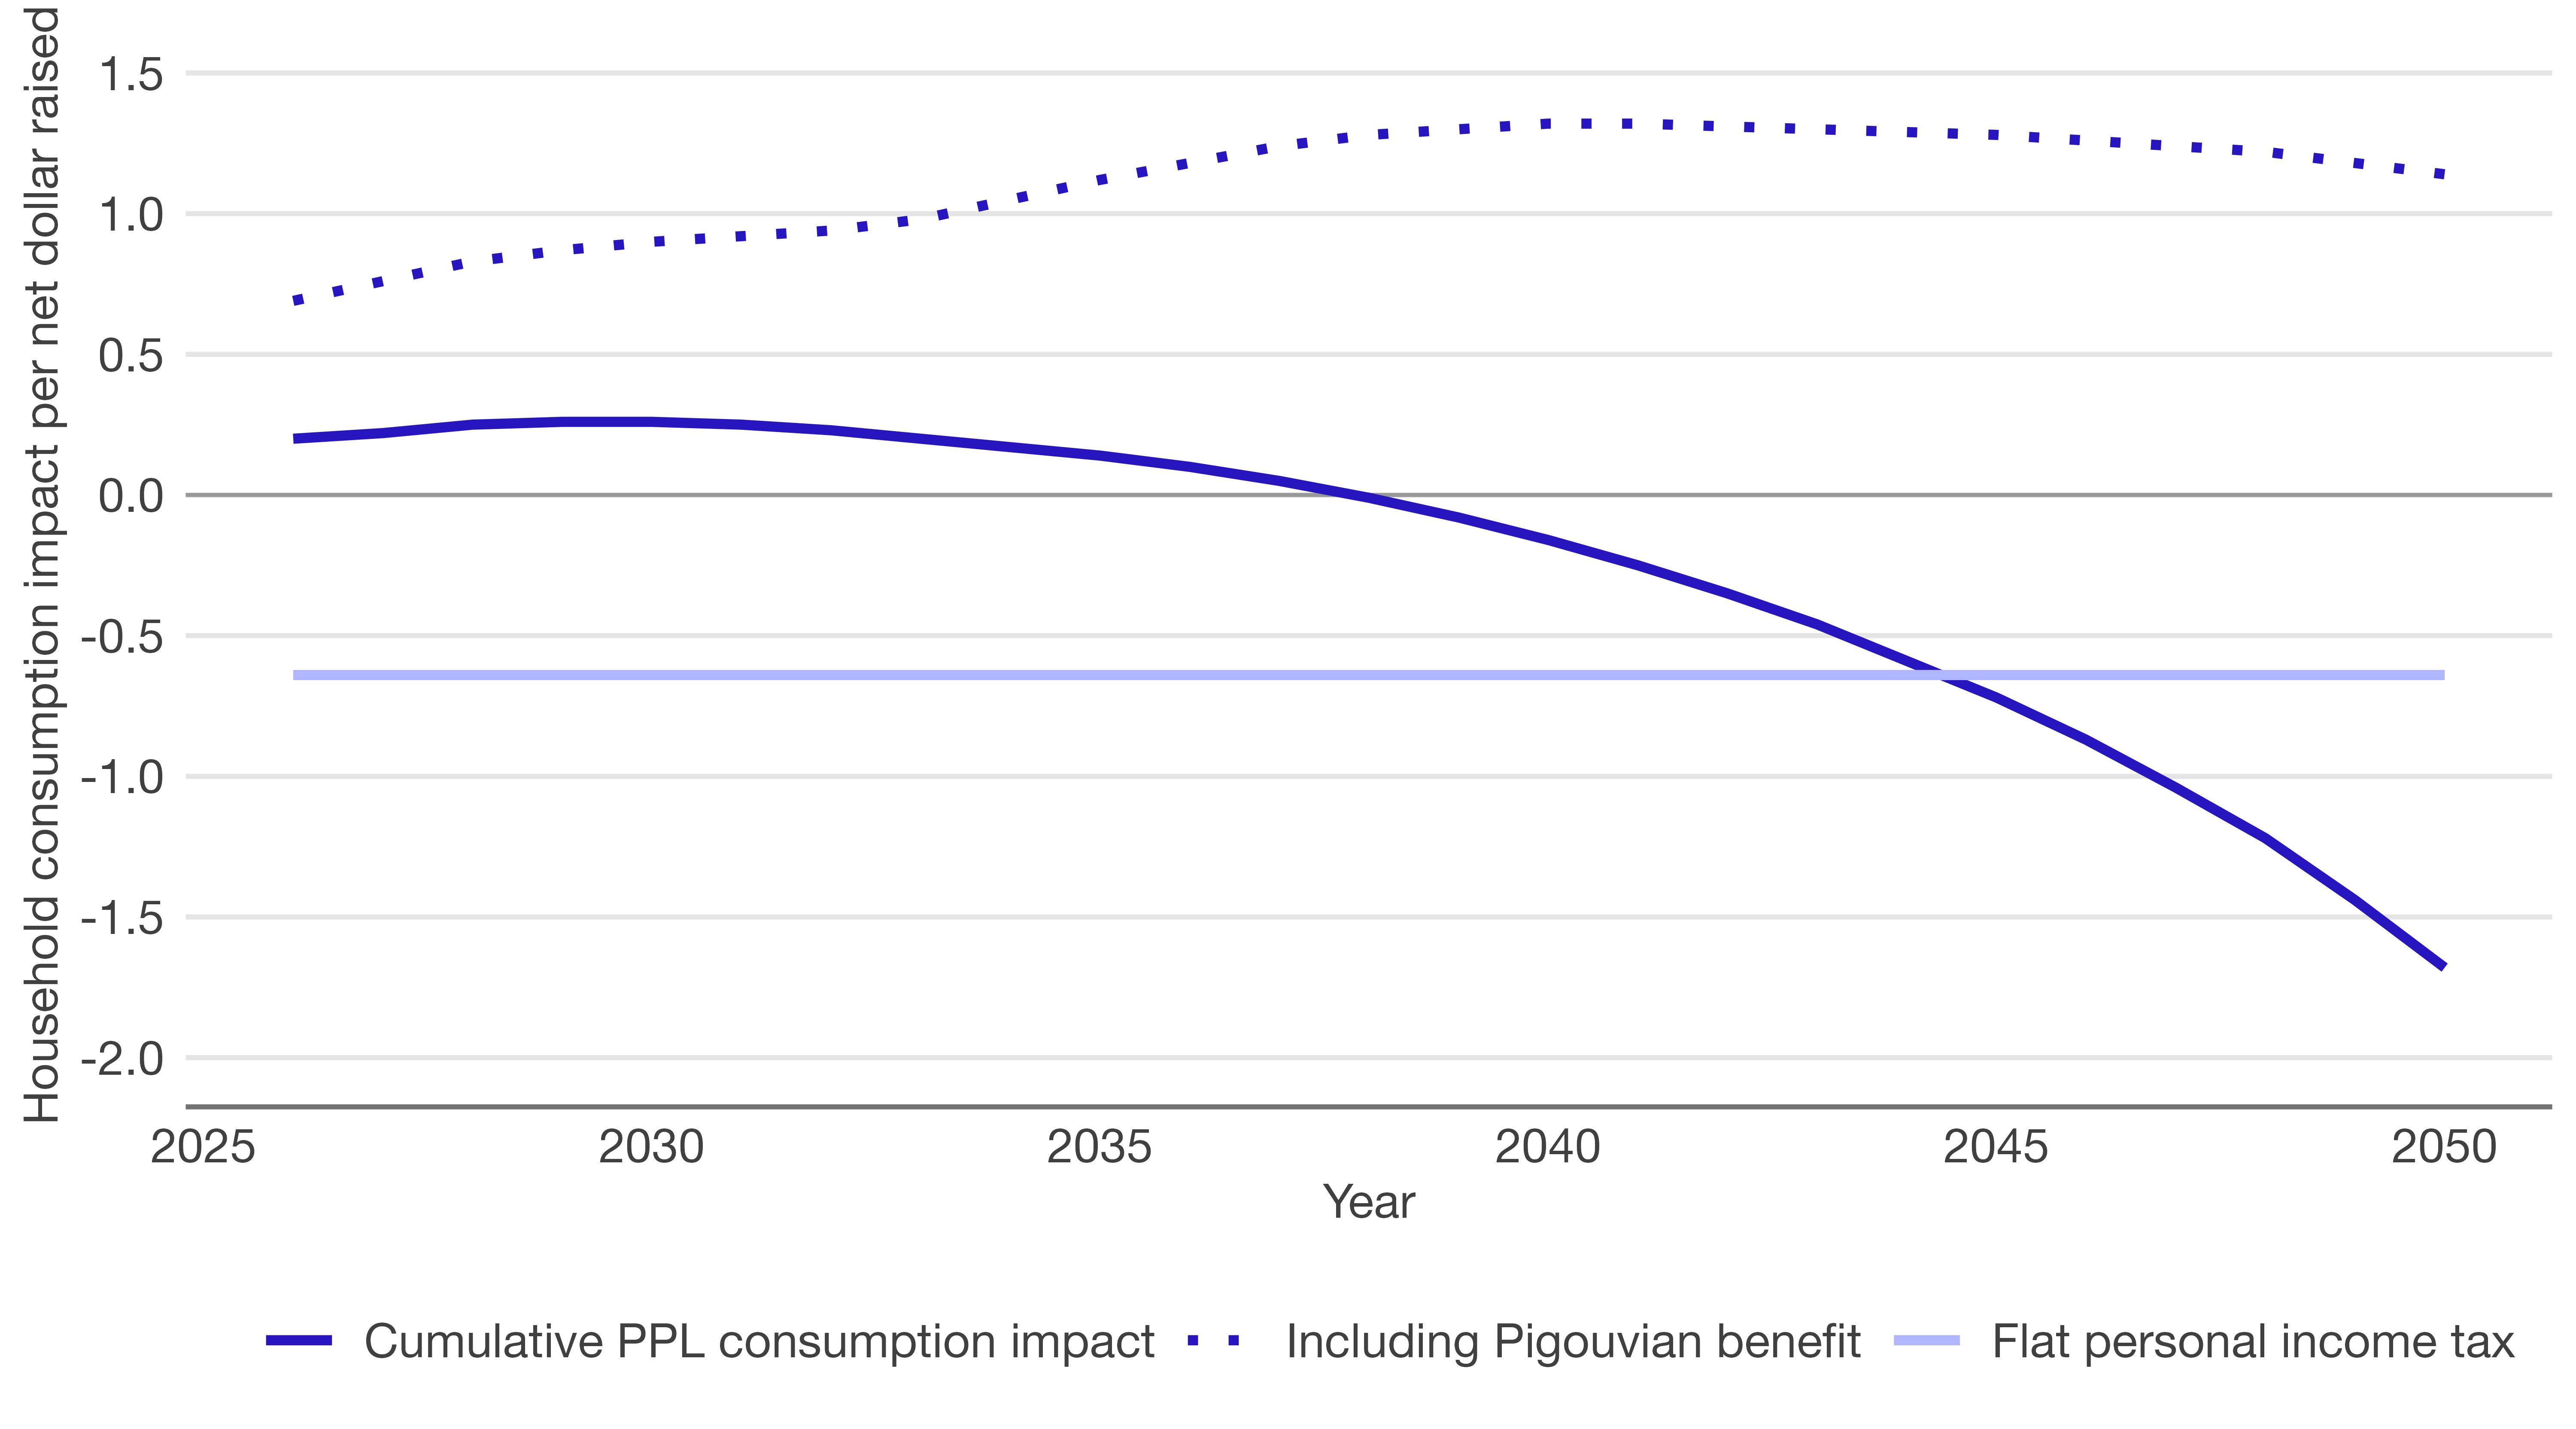 Household consumption impact per net dollar raised
1.5
1.0
0.5
0.0
-0.5
-1.0
-1.5
-2.0
2025 2030 2035 2040 2045 2050
Year
Cumulative PPL consumption impact Including Pigouvian benefit Flat personal income tax